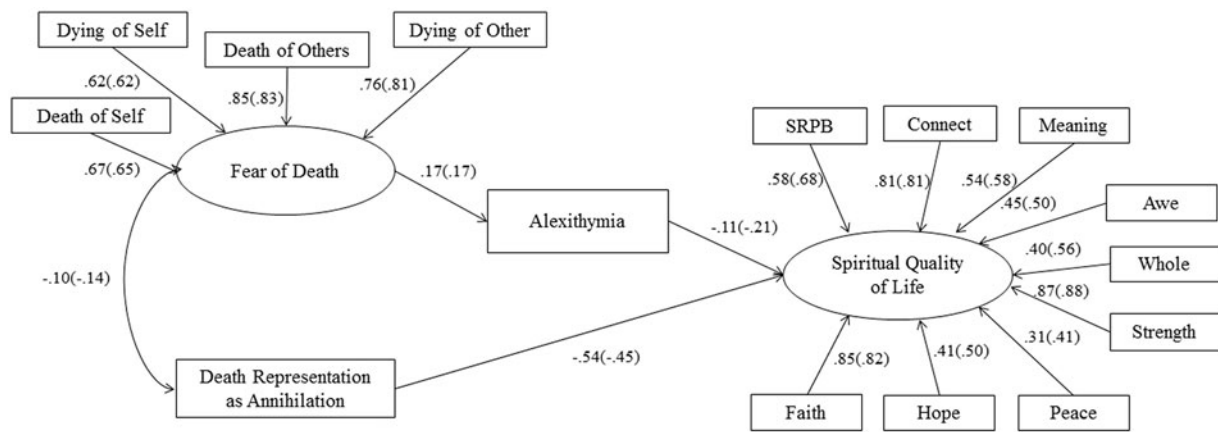 Dying of Self
Death of Others
Dying of Other
.62(.62)
.85(.83)
.76(.81)
Death of Self
.67(.65)
Fear of Death
.17(.17)
SRPB
Connect
Meaning
.58(.68)
.81(.81)
.54(.58)
.45(.50)
Awe
Alexithymia
-.11(-.21)
.40(.56)
Whole
Spiritual Quality
of Life
.87(.88)
Strength
-.10(-.14)
-.54(-.45)
.85(.82)
.41(.50)
.31(.41)
Death Representation
as Annihilation
Faith
Hope
Peace